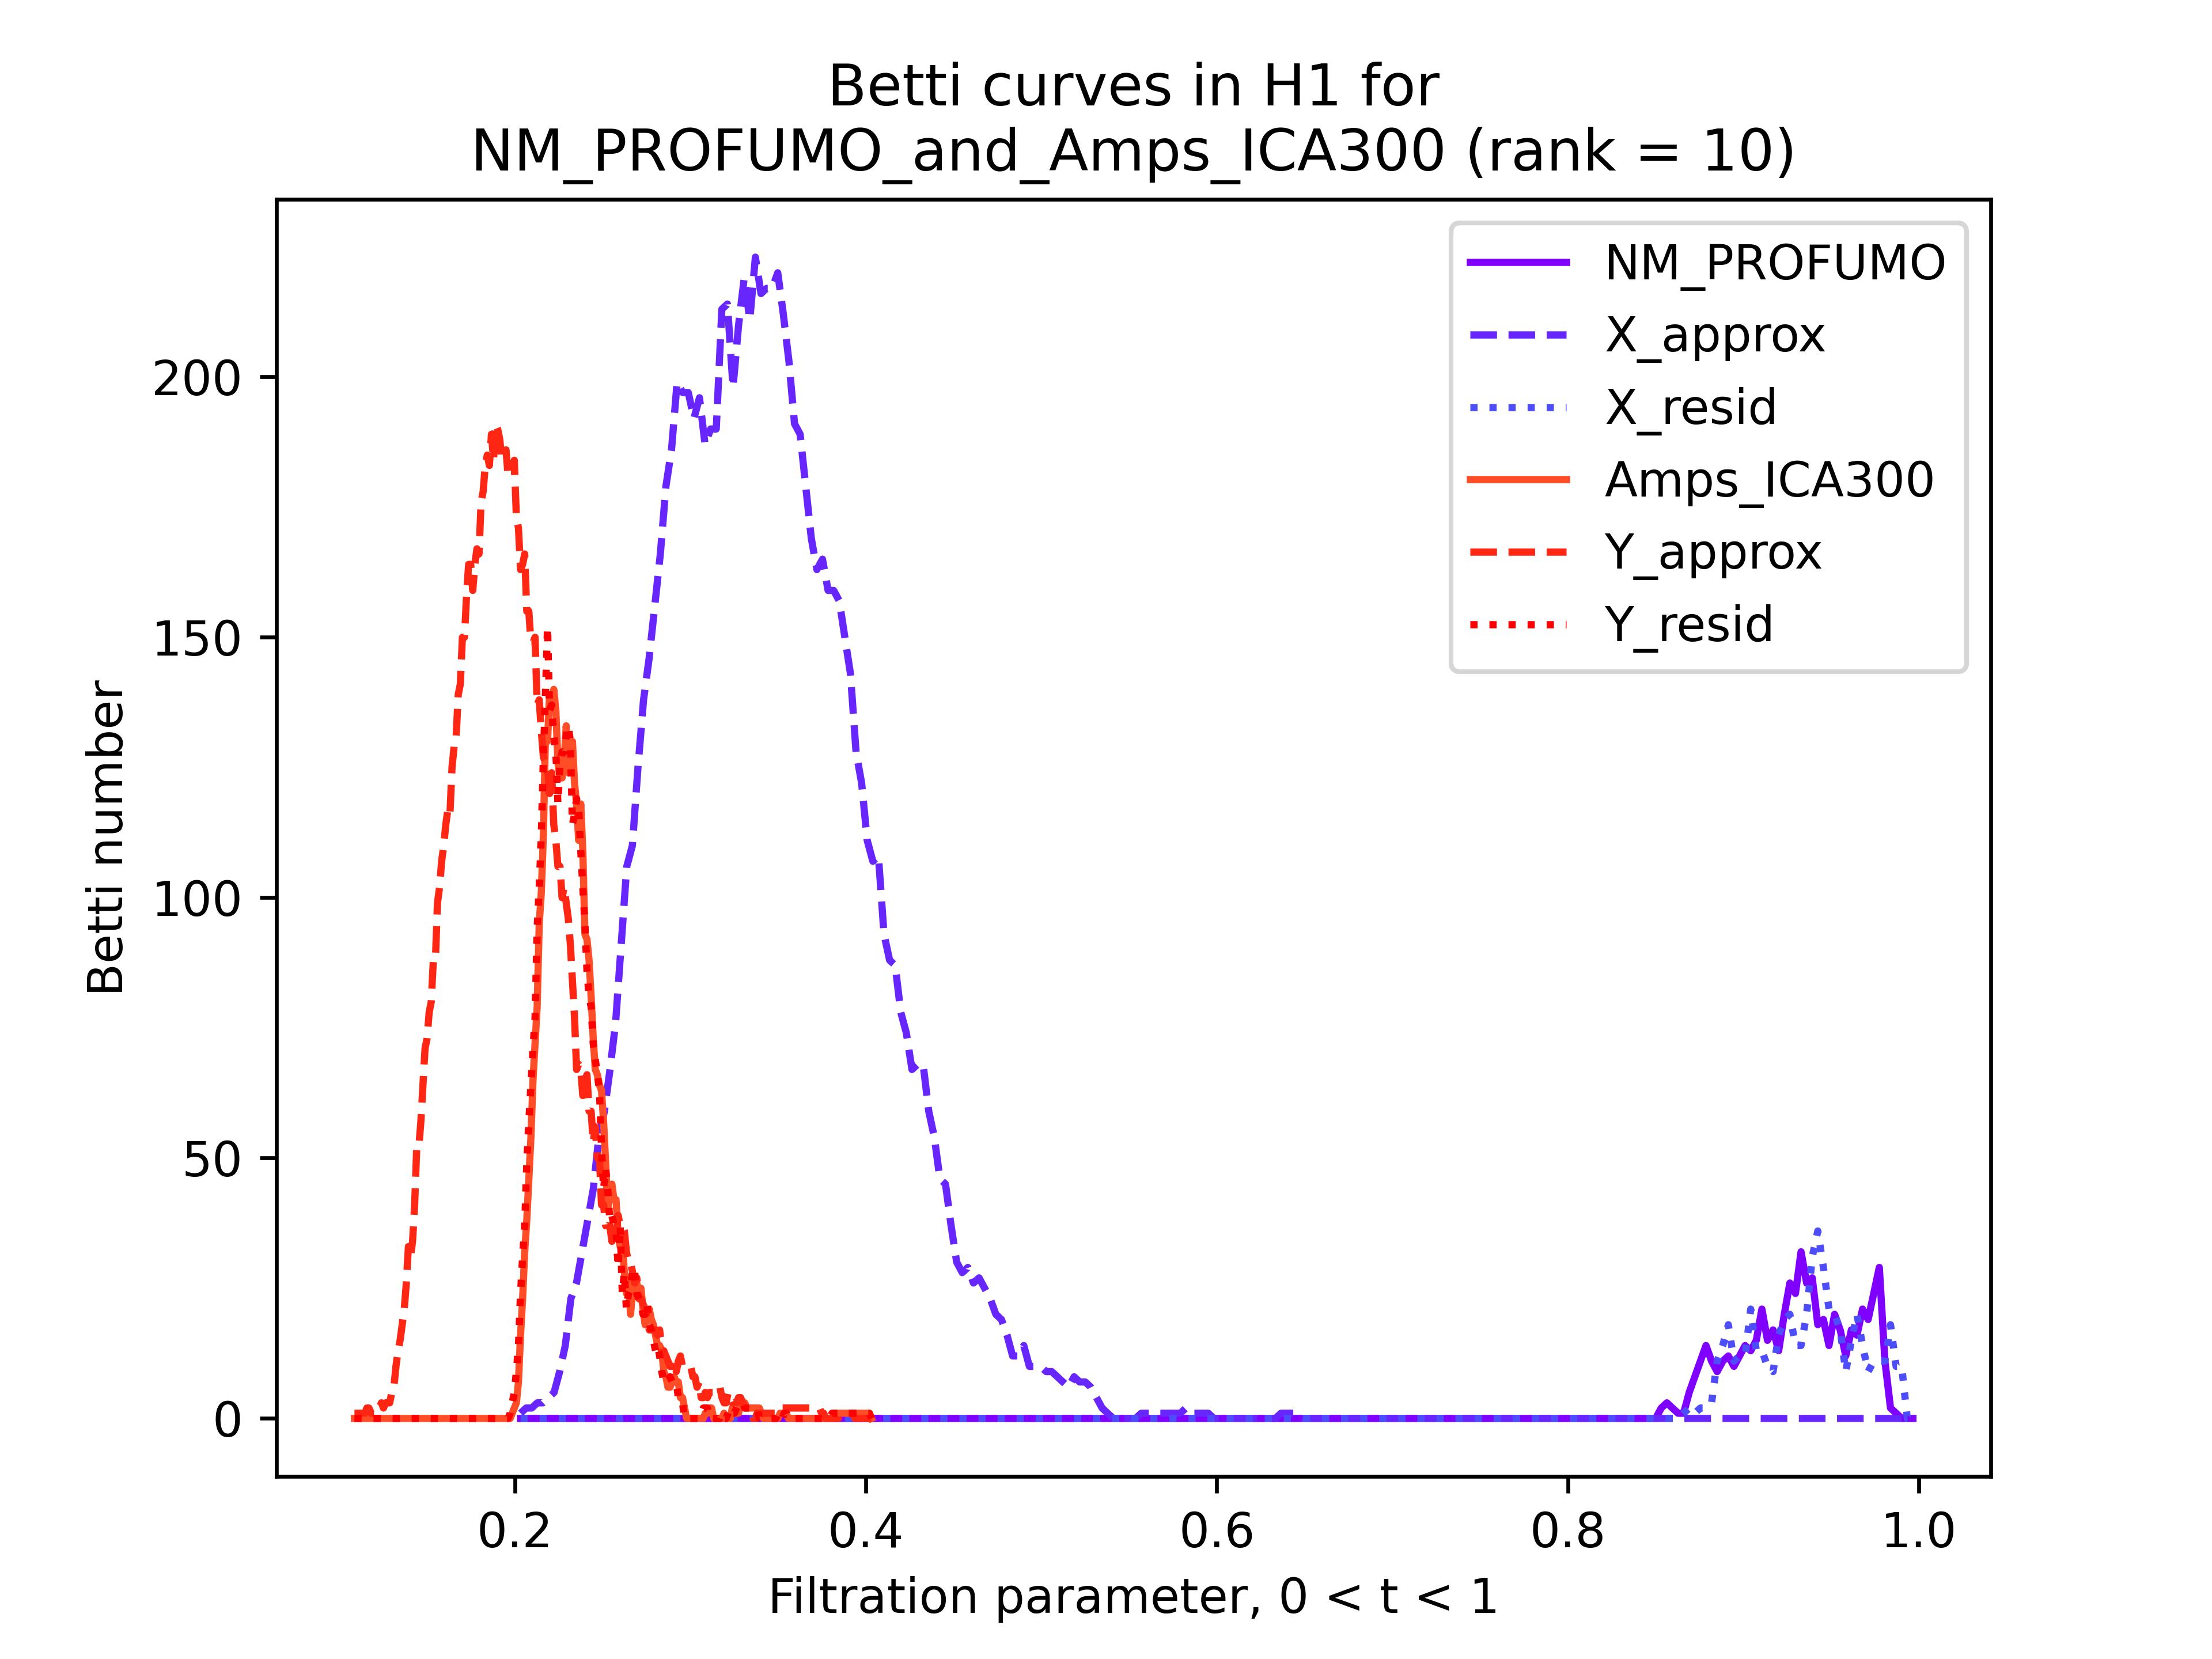 Betti curves in H1 for
NM_PROFUMO_and_Amps_ICA300 (rank = 10)
NM_PROFUMO
X_approx
X_resid
Amps_ICA300
Y_approx
Y_resid
Betti number
200
150
100
50
0
0.2 0.4 0.6 0.8 1.0
Filtration parameter, 0 < t < 1